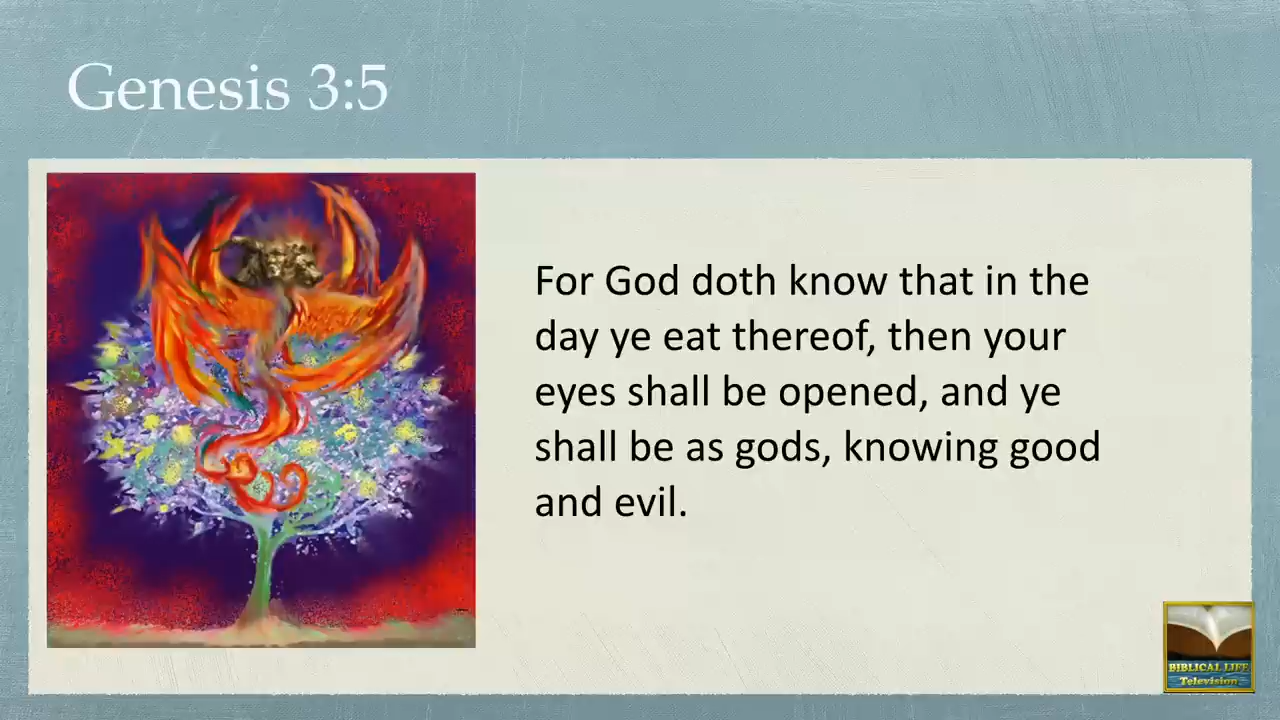 Genesis 3:5
For God doth know that in the
day ye eat thereof, then your
eyes shall be opened, and ye
shall be as gods, knowing good
and evil.
BIBLICAL LIFE
Television